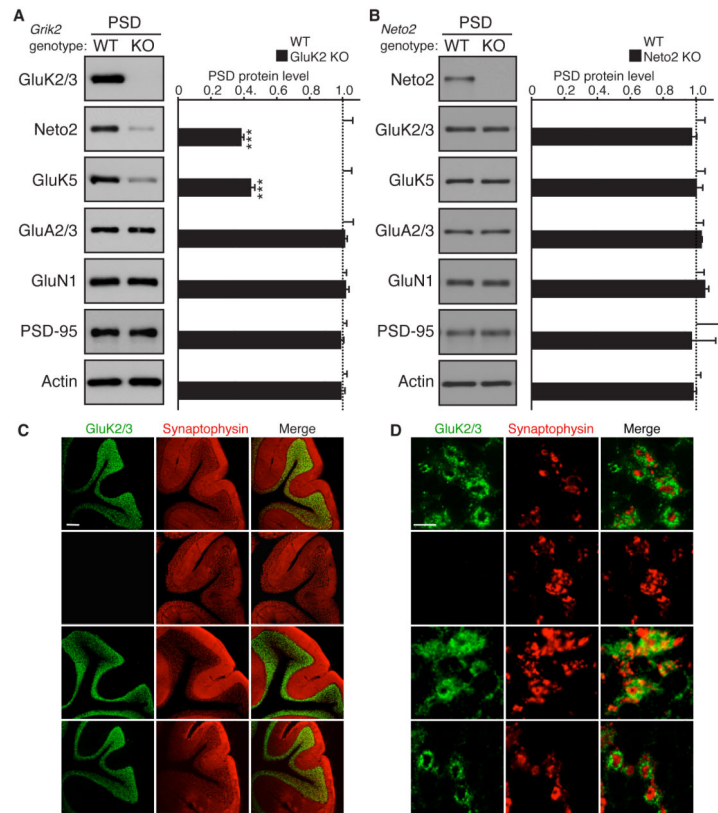 A
Grik2
genotype:
PSD
WT KO
WT
GluK2 KO
PSD protein level
0 0.2 0.4 0.6 0.8 1.0
GluK2/3
Neto2
***
GluK5
***
GluA2/3
GluN1
PSD-95
Actin
B
Neto2
genotype:
PSD
WT KO
WT
Neto2 KO
PSD protein level
0 0.2 0.4 0.6 0.8 1.0
Neto2
GluK2/3
GluK5
GluA2/3
GluN1
PSD-95
Actin
C
GluK2/3 Synaptophysin Merge
D
GluK2/3 Synaptophysin Merge